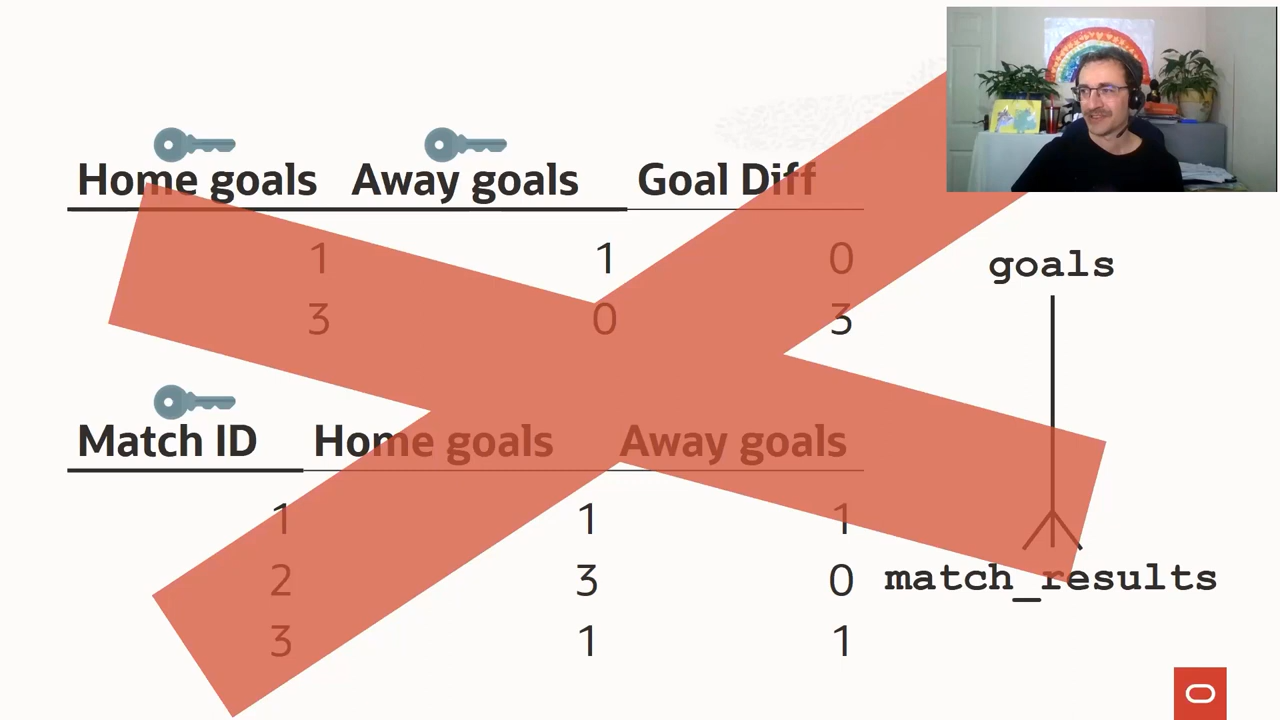 Home goals Away goals Goal Diff
1 1 0
3 0 3
goals
Match ID Home goals Away goals
1 1 1
2 3 0
match_results
3 1 1